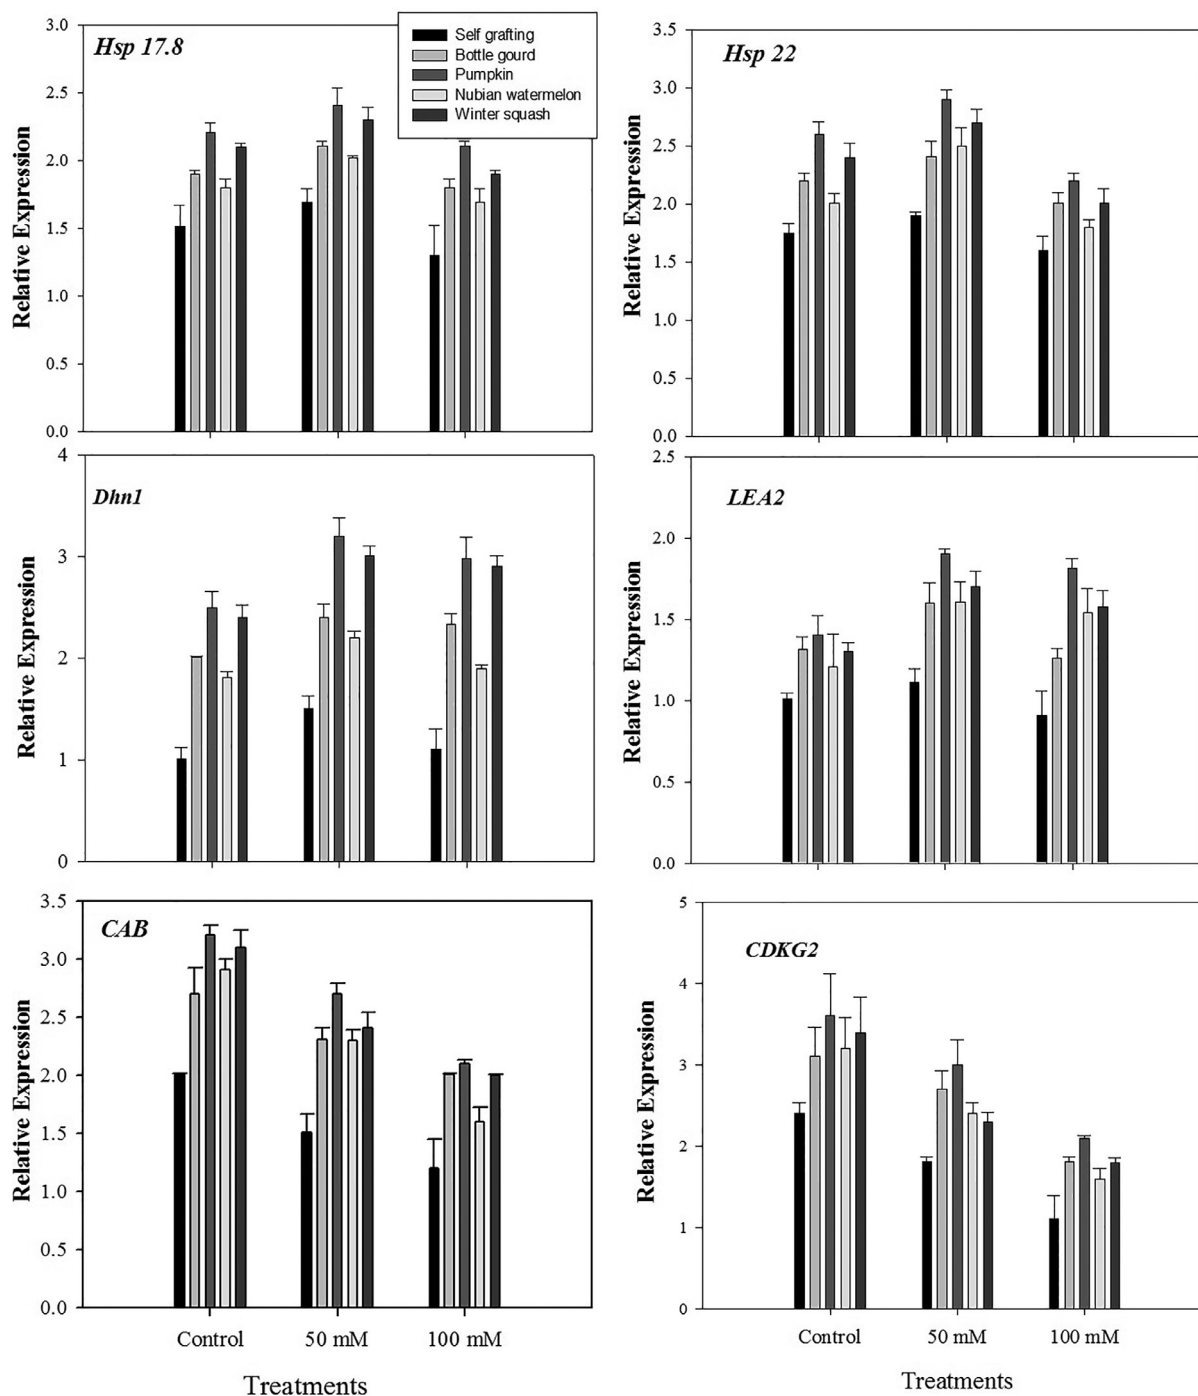 Hsp 17.8
Self grafting
Bottle gourd
Pumpkin
Nubian watermelon
Winter squash
3.0
2.5
2.0
1.5
1.0
0.5
0.0
Relative Expression
Hsp 22
3.5
3.0
2.5
2.0
1.5
1.0
0.5
0.0
Relative Expression
Dhn1
4
3
2
1
0
Relative Expression
LEA2
2.5
2.0
1.5
1.0
0.5
0.0
Relative Expression
CAB
3.5
3.0
2.5
2.0
1.5
1.0
0.5
0.0
Relative Expression
Control 50 mM 100 mM
Treatments
CDKG2
5
4
3
2
1
0
Relative Expression
Control 50 mM 100 mM
Treatments